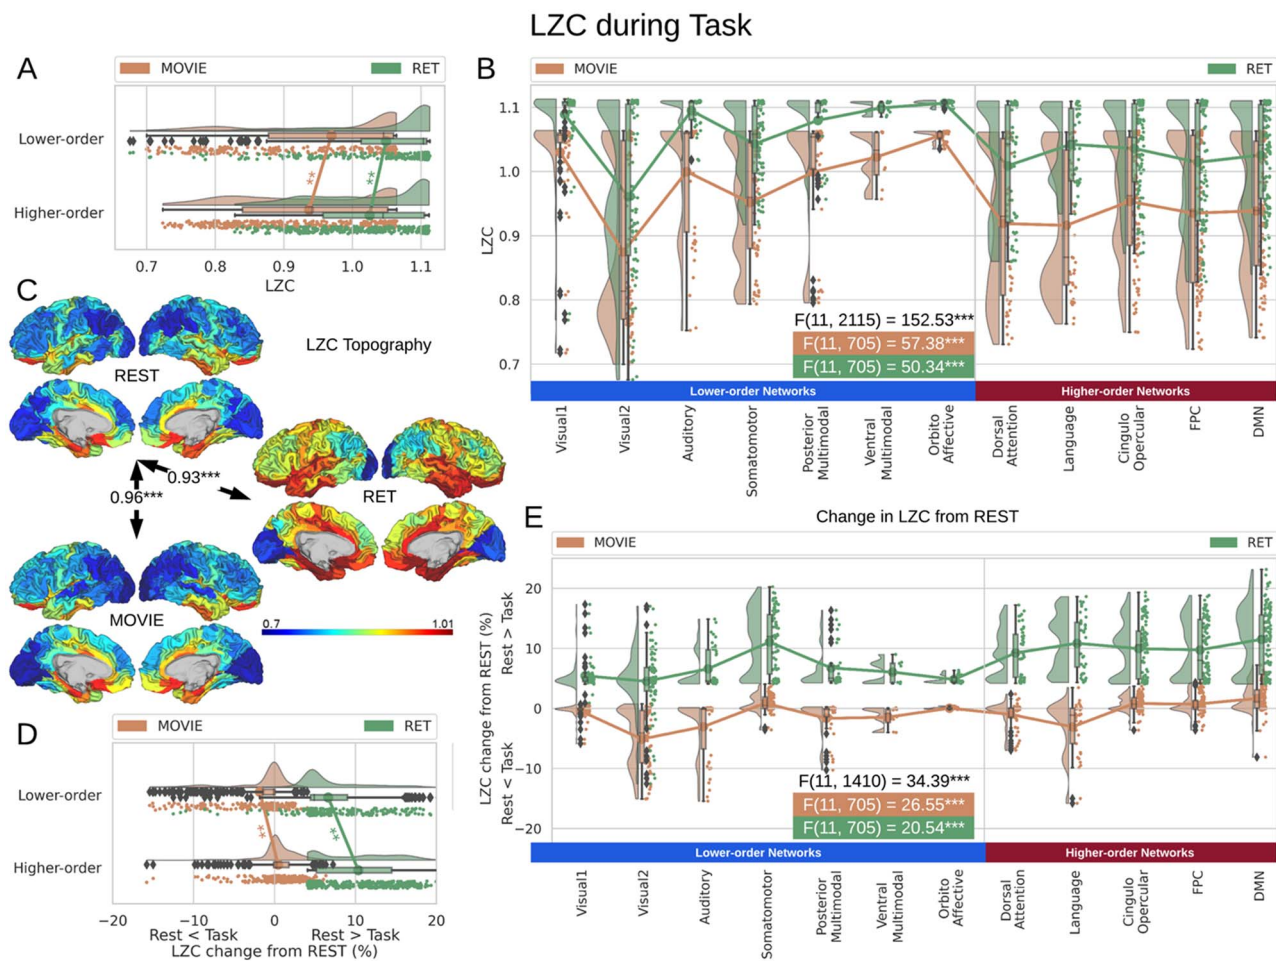 LZC during Task
A
MOVIE
RET
Lower-order
Higher-order
**
**
0.7
0.8
0.9
1.0
1.1
LZC
B
MOVIE
RET
1.1
1.0
0.9
0.8
0.7
LZC
F(11, 2115) = 152.53***
F(11, 705) = 57.38***
F(11, 705) = 50.34***
Lower-order Networks
Higher-order Networks
Visual1
Visual2
Auditory
Somatomotor
Posterior
Multimodal
Ventral
Multimodal
Orbito
Affective
Dorsal
Attention
Language
Cingulo
Opercular
FPC
DMN
C
LZC Topography
REST
0.93***
0.96***
RET
MOVIE
0.7
1.01
D
MOVIE
RET
Lower-order
Higher-order
**
**
−20
−10
0
10
20
Rest < Task
Rest > Task
LZC change from REST (%)
E
Change in LZC from REST
MOVIE
RET
20
10
0
−10
−20
LZC change from REST (%)
Rest < Task
Rest > Task
F(11, 1410) = 34.39***
F(11, 705) = 26.55***
F(11, 705) = 20.54***
Lower-order Networks
Higher-order Networks
Visual1
Visual2
Auditory
Somatomotor
Posterior
Multimodal
Ventral
Multimodal
Orbito
Affective
Dorsal
Attention
Language
Cingulo
Opercular
FPC
DMN